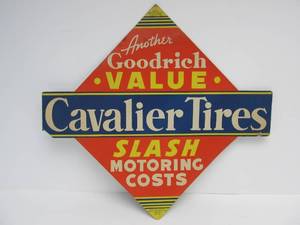 Another
Goodrich
• VALUE •
Cavalier Tires
SLASH
MOTORING
COSTS